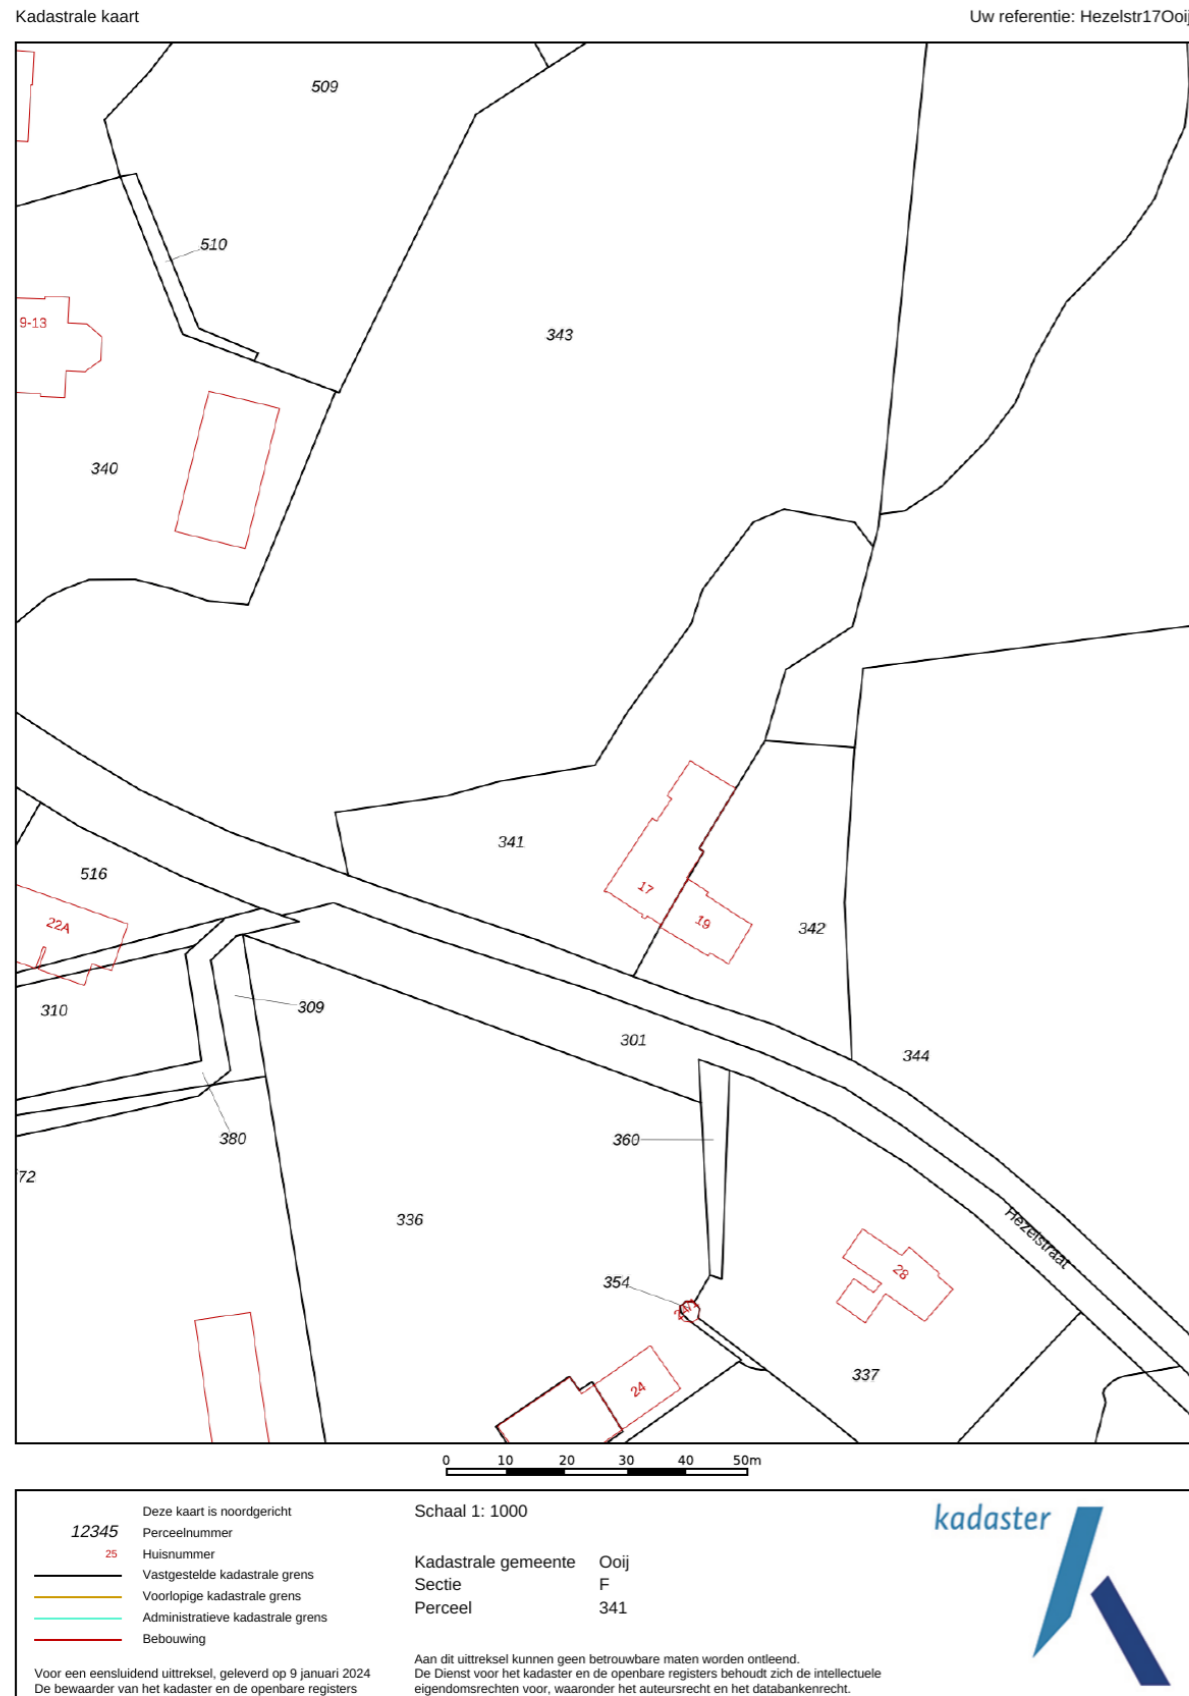 Kadastrale kaart
Uw referentie: Hezelstr17Ooij
509
510
9-13
343
340
341
516
17
19
22A
342
310
309
301
344
360
380
72
336
Hezelstraat
354
24/1
28
337
24
0 10 20 30 40 50m
Deze kaart is noordgericht
12345 Perceelnummer
25 Huisnummer
Vastgestelde kadastrale grens
Voorlopige kadastrale grens
Administratieve kadastrale grens
Bebouwing
Voor een eensluidend uittreksel, geleverd op 9 januari 2024
De bewaarder van het kadaster en de openbare registers
Schaal 1: 1000
Kadastrale gemeente Ooij
Sectie F
Perceel 341
Aan dit uittreksel kunnen geen betrouwbare maten worden ontleend.
De Dienst voor het kadaster en de openbare registers behoudt zich de intellectuele
eigendomsrechten voor, waaronder het auteursrecht en het databankenrecht.
kadaster